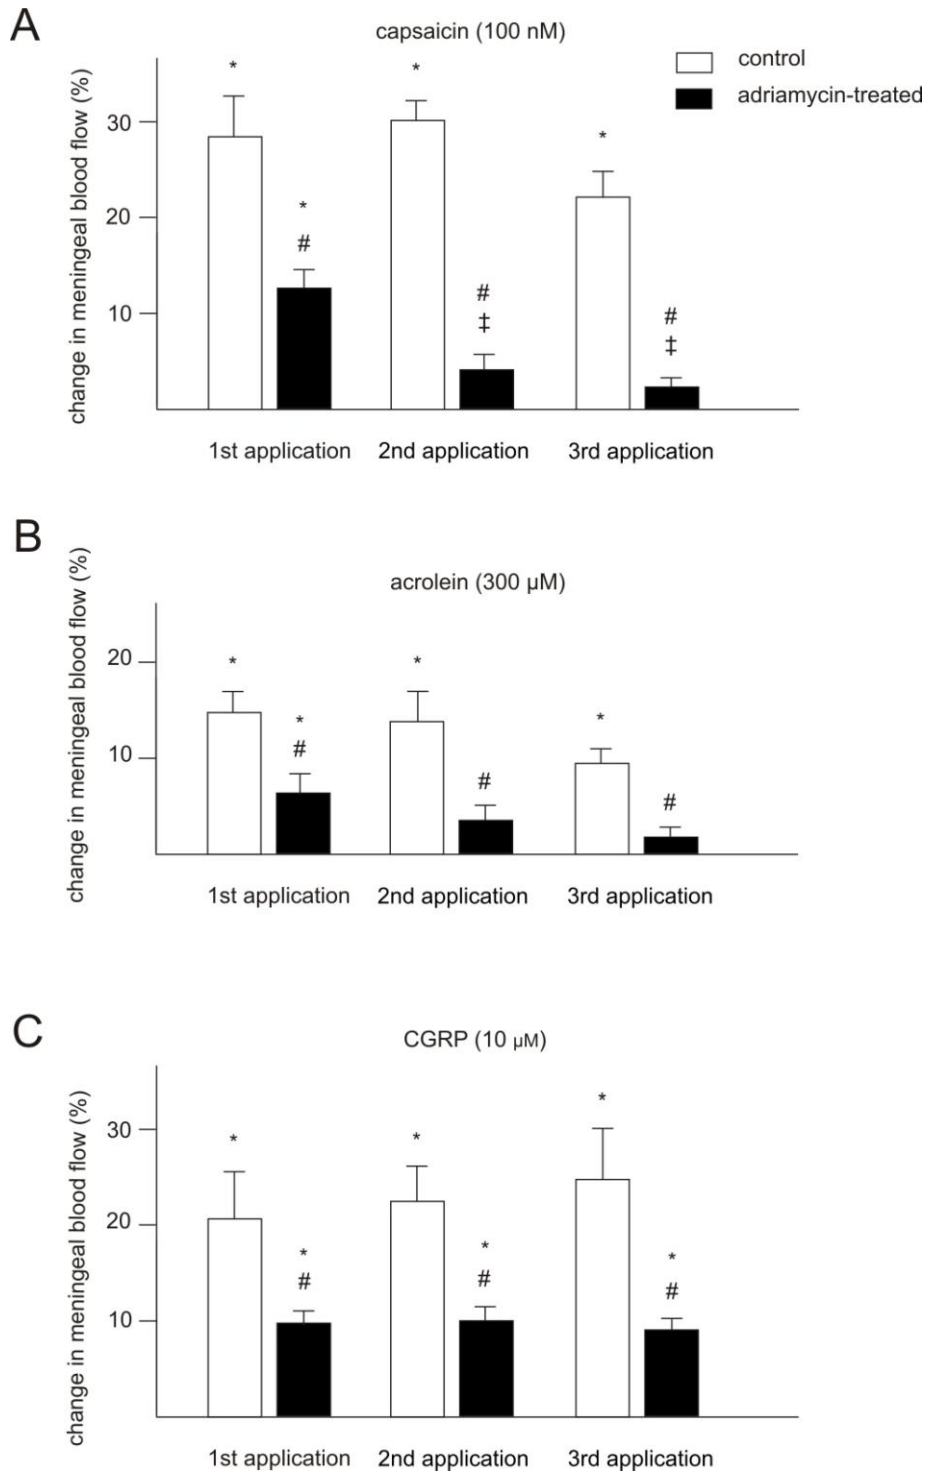 A
capsaicin (100 nM)
control
adriamycin-treated
change in meningeal blood flow (%)
30
20
10
*
*
#
*
#
‡
*
#
‡
1st application 2nd application 3rd application
B
acrolein (300 µM)
change in meningeal blood flow (%)
20
10
*
*
#
*
#
*
#
1st application 2nd application 3rd application
C
CGRP (10 µM)
change in meningeal blood flow (%)
30
20
10
*
*
#
*
*
#
*
*
#
1st application 2nd application 3rd application